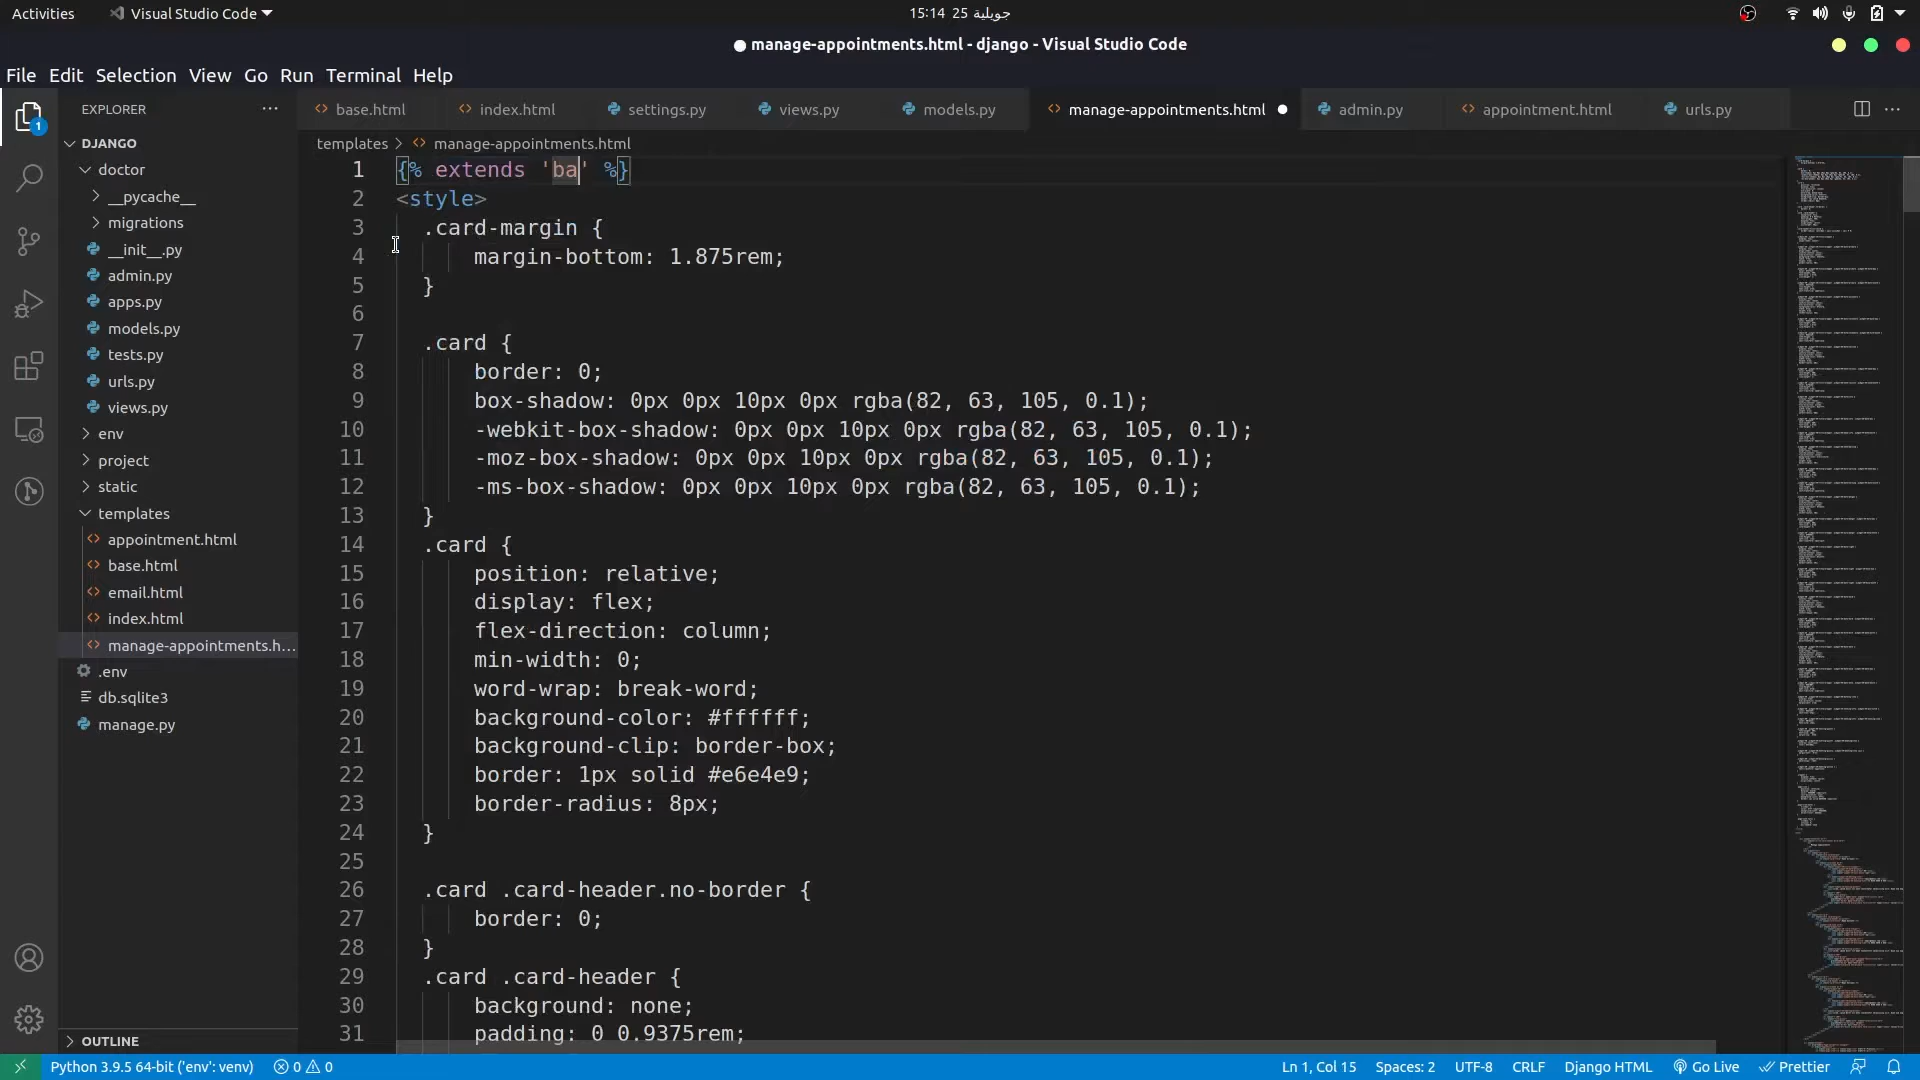 Activities
Visual Studio Code
15:14 25 جويلية
manage-appointments.html - django - Visual Studio Code
File Edit Selection View Go Run Terminal Help
EXPLORER
base.html
index.html
settings.py
views.py
models.py
manage-appointments.html
admin.py
appointment.html
urls.py
1
DJANGO
doctor
__pycache__
migrations
__init__.py
admin.py
apps.py
models.py
tests.py
urls.py
views.py
env
project
static
templates
appointment.html
base.html
email.html
index.html
manage-appointments.h...
.env
db.sqlite3
manage.py
OUTLINE
templates > manage-appointments.html
1 {% extends 'ba' %}
2 <style>
3 .card-margin {
4 margin-bottom: 1.875rem;
5 }
6
7 .card {
8 border: 0;
9 box-shadow: 0px 0px 10px 0px rgba(82, 63, 105, 0.1);
10 -webkit-box-shadow: 0px 0px 10px 0px rgba(82, 63, 105, 0.1);
11 -moz-box-shadow: 0px 0px 10px 0px rgba(82, 63, 105, 0.1);
12 -ms-box-shadow: 0px 0px 10px 0px rgba(82, 63, 105, 0.1);
13 }
14 .card {
15 position: relative;
16 display: flex;
17 flex-direction: column;
18 min-width: 0;
19 word-wrap: break-word;
20 background-color: #ffffff;
21 background-clip: border-box;
22 border: 1px solid #e6e4e9;
23 border-radius: 8px;
24 }
25
26 .card .card-header.no-border {
27 border: 0;
28 }
29 .card .card-header {
30 background: none;
31 padding: 0 0.9375rem;
Python 3.9.5 64-bit ('env': venv) 0 0 Ln 1, Col 15 Spaces: 2 UTF-8 CRLF Django HTML Go Live Prettier